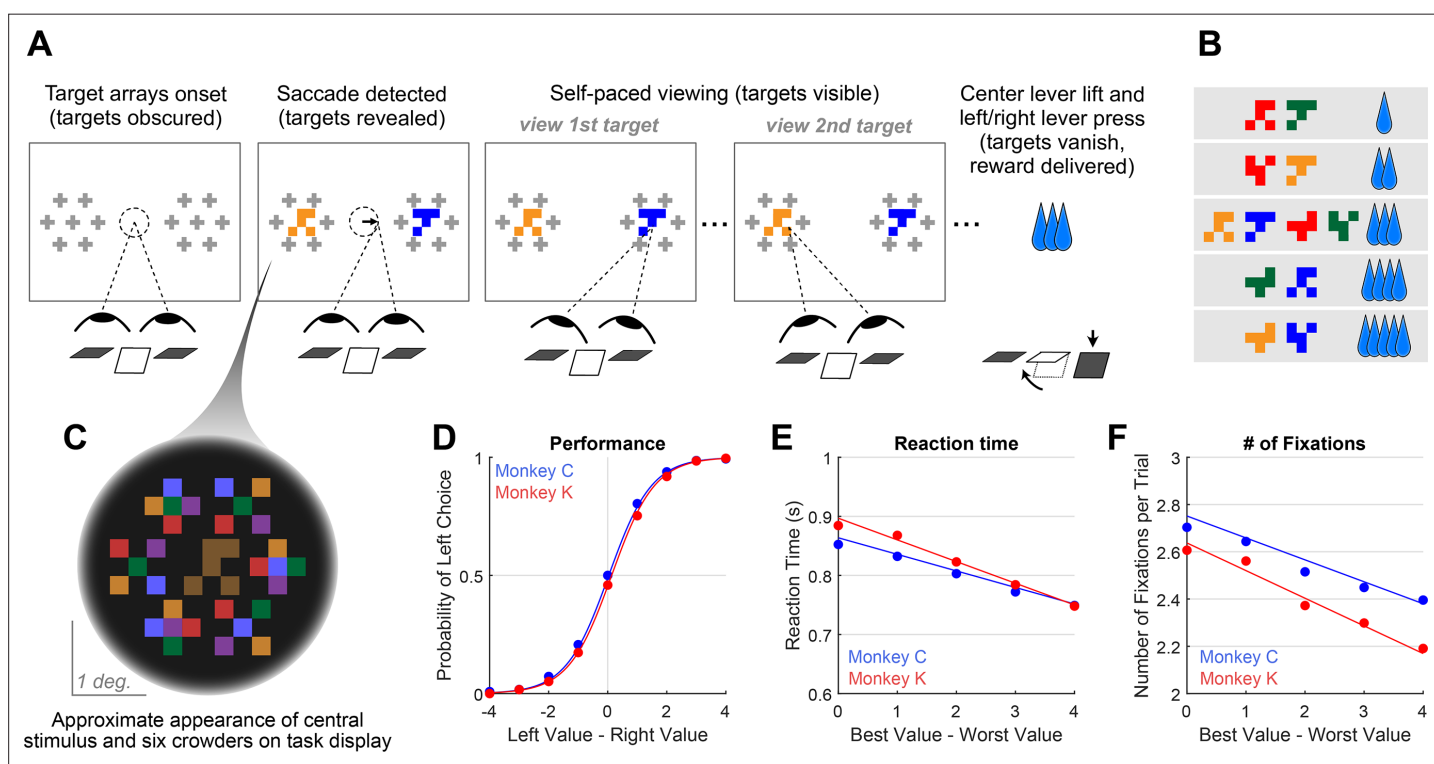 A
B
Target arrays onset
(targets obscured)
Saccade detected
(targets revealed)
Self-paced viewing (targets visible)
view 1st target
view 2nd target
Center lever lift and
left/right lever press
(targets vanish,
reward delivered)
...
...
C
1 deg.
Approximate appearance of central
stimulus and six crowders on task display
D
Performance
Monkey C
Monkey K
1
0.5
0
-4
-2
0
2
4
Probability of Left Choice
Left Value - Right Value
E
Reaction time
1
0.9
0.8
0.7
0.6
0
1
2
3
4
Reaction Time (s)
Monkey C
Monkey K
Best Value - Worst Value
F
# of Fixations
3
2.8
2.6
2.4
2.2
2
0
1
2
3
4
Number of Fixations per Trial
Monkey C
Monkey K
Best Value - Worst Value